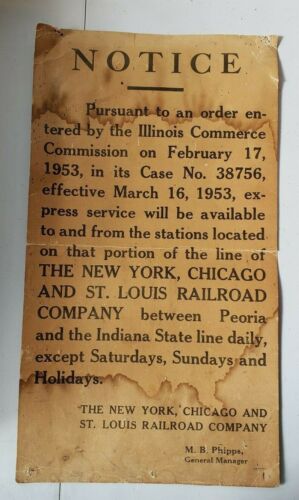 NOTICE
Pursuant to an order en-
tered by the Illinois Commerce
Commission on February 17,
1953, in its Case No. 38756,
effective March 16, 1953, ex-
press service will be available
to and from the stations located
on that portion of the line of
THE NEW YORK, CHICAGO
AND ST. LOUIS RAILROAD
COMPANY between Peoria
and the Indiana State line daily,
except Saturdays, Sundays and
Holidays.
THE NEW YORK, CHICAGO AND
ST. LOUIS RAILROAD COMPANY
M. B. Phipps,
General Manager